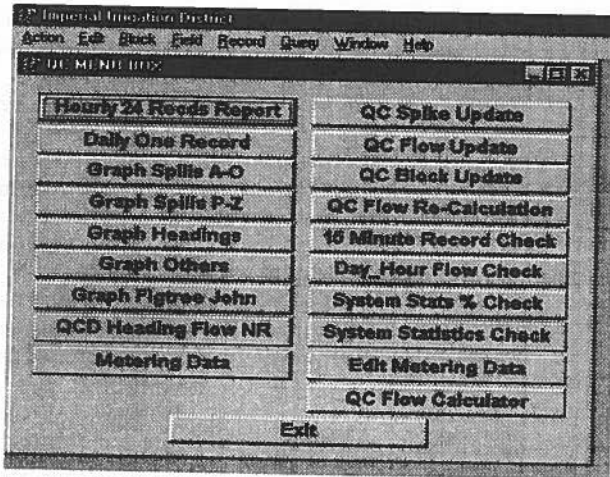 Imperial Irrigation District
Action Edit Block Field Record Query Window Help
QC MENU BOX
Hourly 24 Reads Report
Daily One Record
Graph Spills A-O
Graph Spills P-Z
Graph Headings
Graph Others
Graph Figtree John
QCD Heading Flow NR
Metering Data
QC Spike Update
QC Flow Update
QC Block Update
QC Flow Re-Calculation
15 Minute Record Check
Day_Hour Flow Check
System Stats % Check
System Statistics Check
Edit Metering Data
QC Flow Calculator
Exit